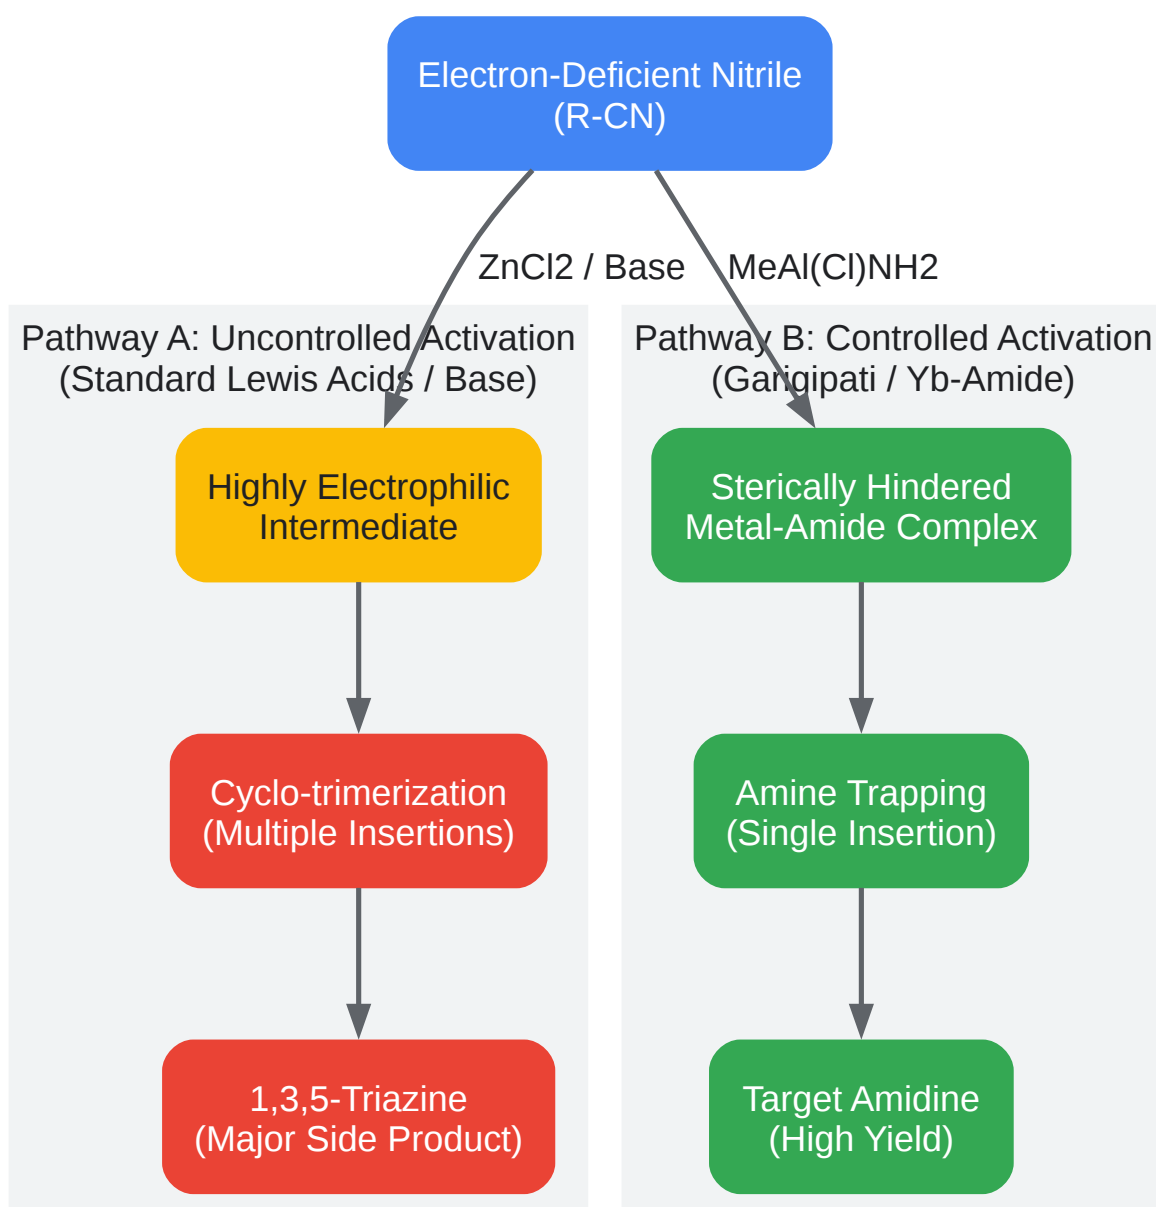 Electron-Deficient Nitrile
(R-CN)
ZnCl2 / Base
MeAl(Cl)NH2
Pathway A: Uncontrolled Activation
(Standard Lewis Acids / Base)
Highly Electrophilic
Intermediate
Cyclo-trimerization
(Multiple Insertions)
1,3,5-Triazine
(Major Side Product)
Pathway B: Controlled Activation
(Garigipati / Yb-Amide)
Sterically Hindered
Metal-Amide Complex
Amine Trapping
(Single Insertion)
Target Amidine
(High Yield)